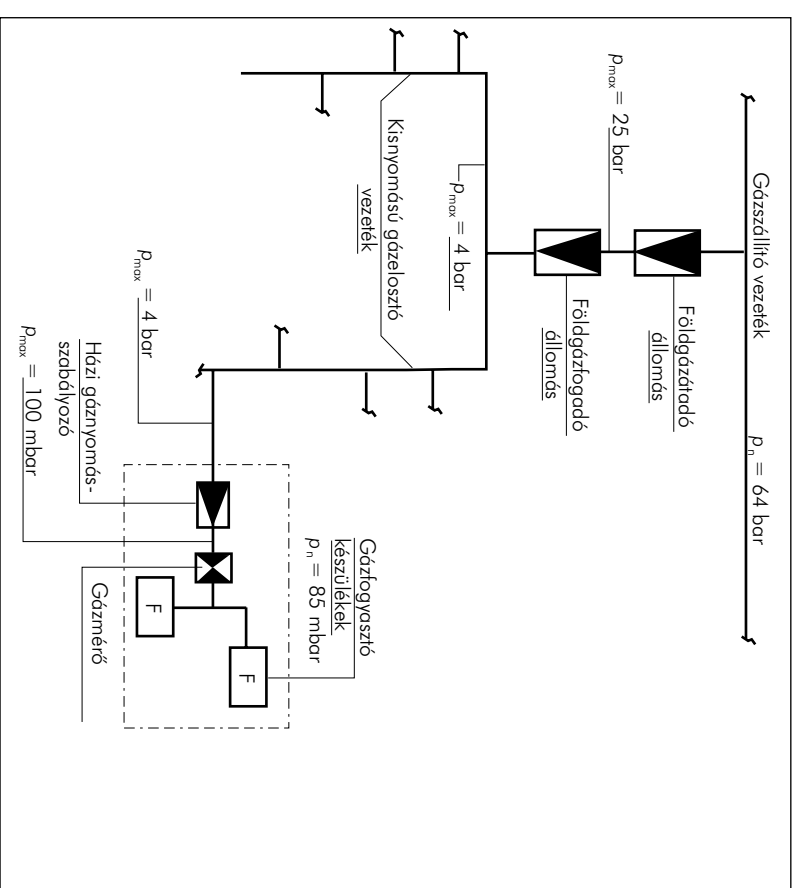 Gázszállító vezeték
pₙ = 64 bar
Földgázátadó
állomás
pₘₐₓ = 25 bar
Földgázfogadó
állomás
pₘₐₓ = 4 bar
Kisnyomású gázelosztó
vezeték
pₘₐₓ = 4 bar
Házi gáznyomás-
szabályozó
pₘₐₓ = 100 mbar
Gázfogyasztó
készülékek
pₙ = 85 mbar
F
F
Gázmérő